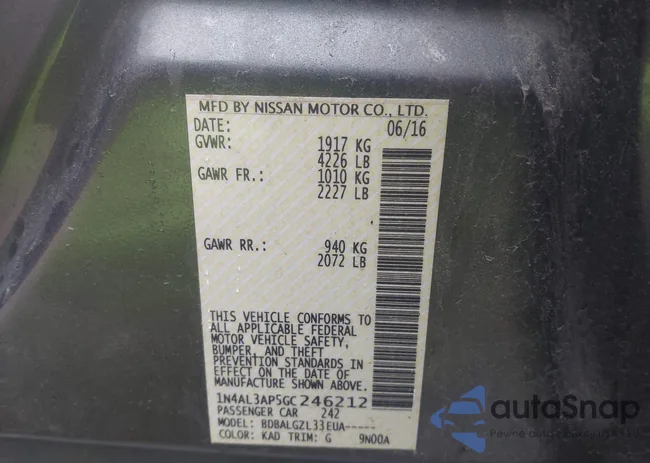 MFD BY NISSAN MOTOR CO., LTD.
DATE: 06/16
GVWR: 1917 KG
4226 LB
GAWR FR.: 1010 KG
2227 LB
GAWR RR.: 940 KG
2072 LB
THIS VEHICLE CONFORMS TO
ALL APPLICABLE FEDERAL
MOTOR VEHICLE SAFETY,
BUMPER, AND THEFT
PREVENTION STANDARDS IN
EFFECT ON THE DATE OF
MANUFACTURE SHOWN ABOVE.
1N4AL3AP5GC246212
PASSENGER CAR 242
MODEL: BDBALGZL33EUA-----
COLOR: KAD TRIM: G 9N00A
autoSnap
Pewne auto